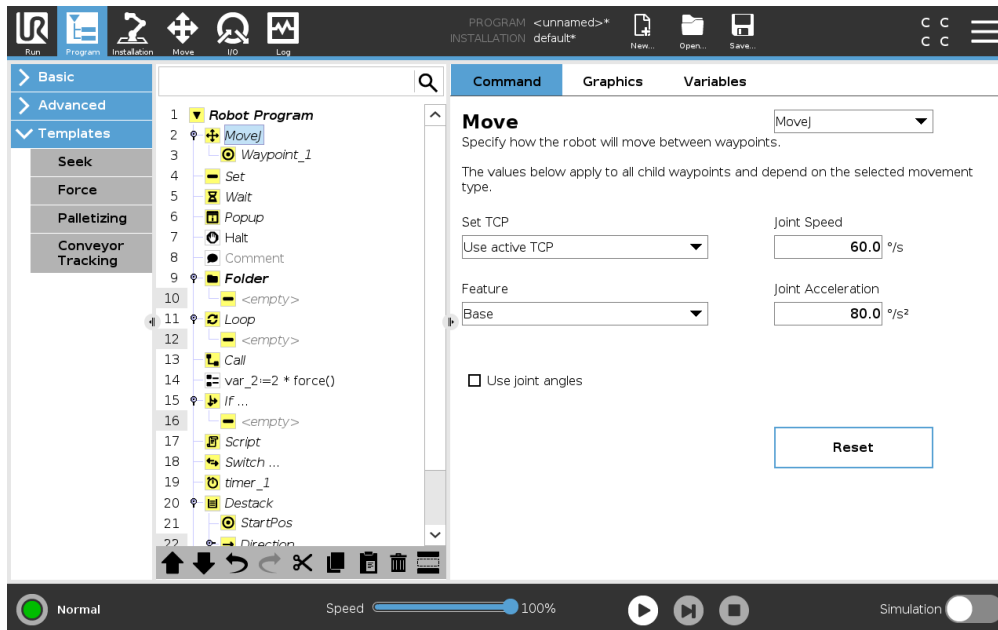 PROGRAM <unnamed>*
INSTALLATION default*
Run
Program
Installation
Move
I/O
Log
New...
Open...
Save...
C C
C C
Basic
Advanced
Templates
Seek
Force
Palletizing
Conveyor
Tracking
1 Robot Program
2 MoveJ
3 Waypoint_1
4 Set
5 Wait
6 Popup
7 Halt
8 Comment
9 Folder
10 <empty>
11 Loop
12 <empty>
13 Call
14 var_2:=2 * force()
15 If ...
16 <empty>
17 Script
18 Switch ...
19 timer_1
20 Destack
21 StartPos
22 Direction
Command
Graphics
Variables
Move
MoveJ
Specify how the robot will move between waypoints.
The values below apply to all child waypoints and depend on the selected movement
type.
Set TCP
Joint Speed
Use active TCP
60.0 °/s
Feature
Joint Acceleration
Base
80.0 °/s²
Use joint angles
Reset
Normal
Speed
100%
Simulation